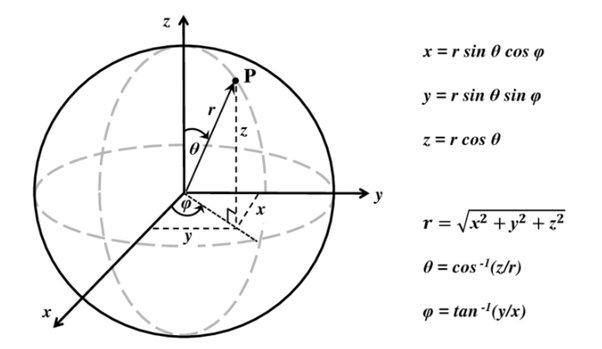 z
P
r
z
θ
y
φ
x
y
x
x = r sin θ cos φ
y = r sin θ sin φ
z = r cos θ
r = √x² + y² + z²
θ = cos⁻¹(z/r)
φ = tan⁻¹(y/x)